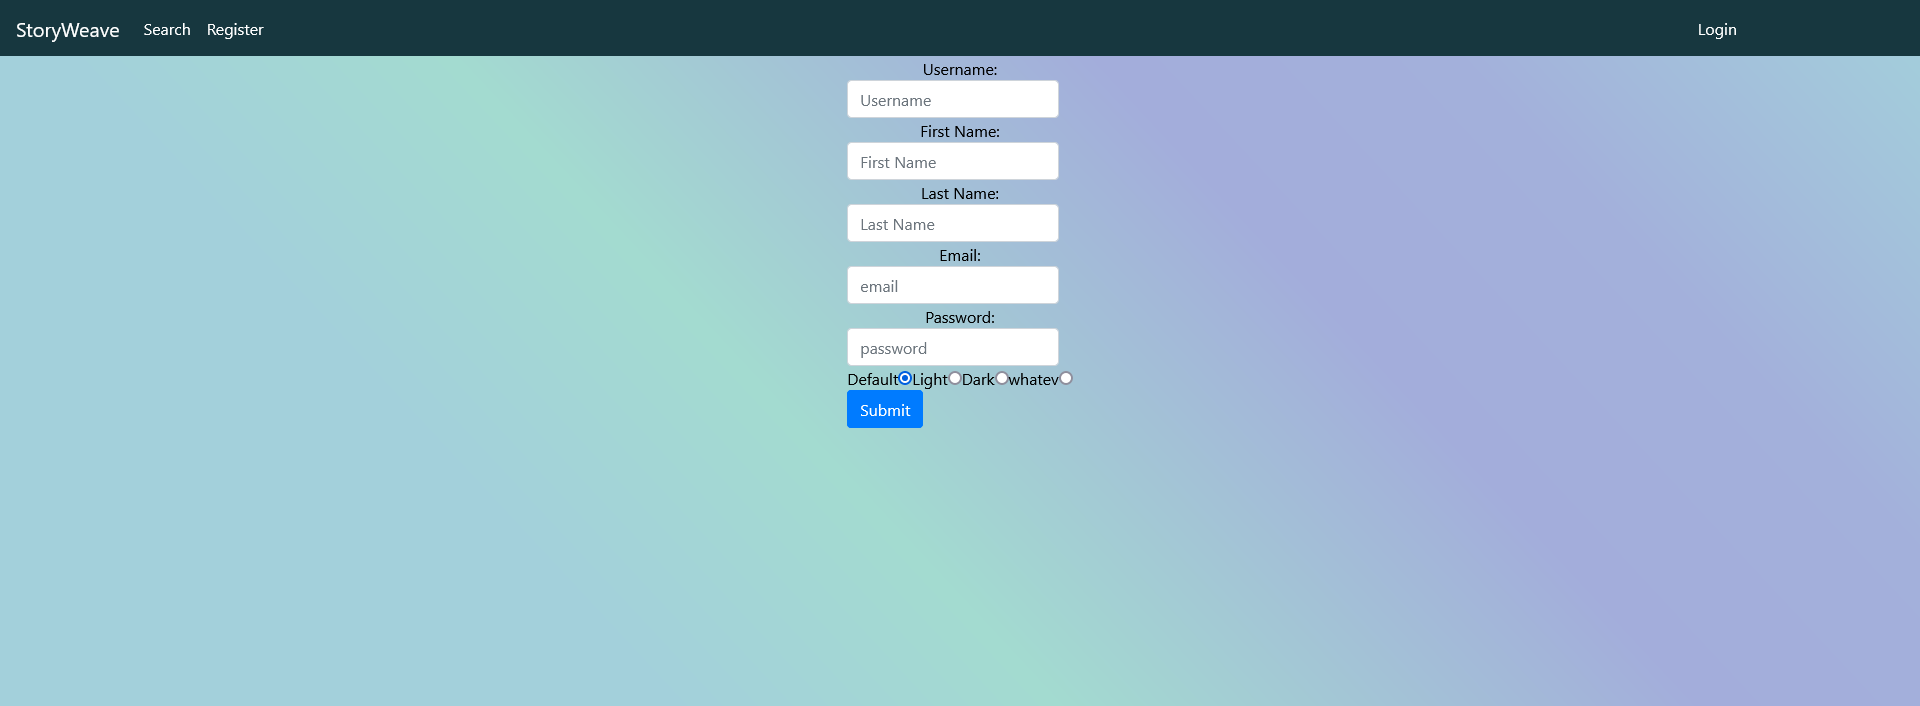 StoryWeave Search Register Login
Username:
Username
First Name:
First Name
Last Name:
Last Name
Email:
email
Password:
password
Default Light Dark whatev
Submit